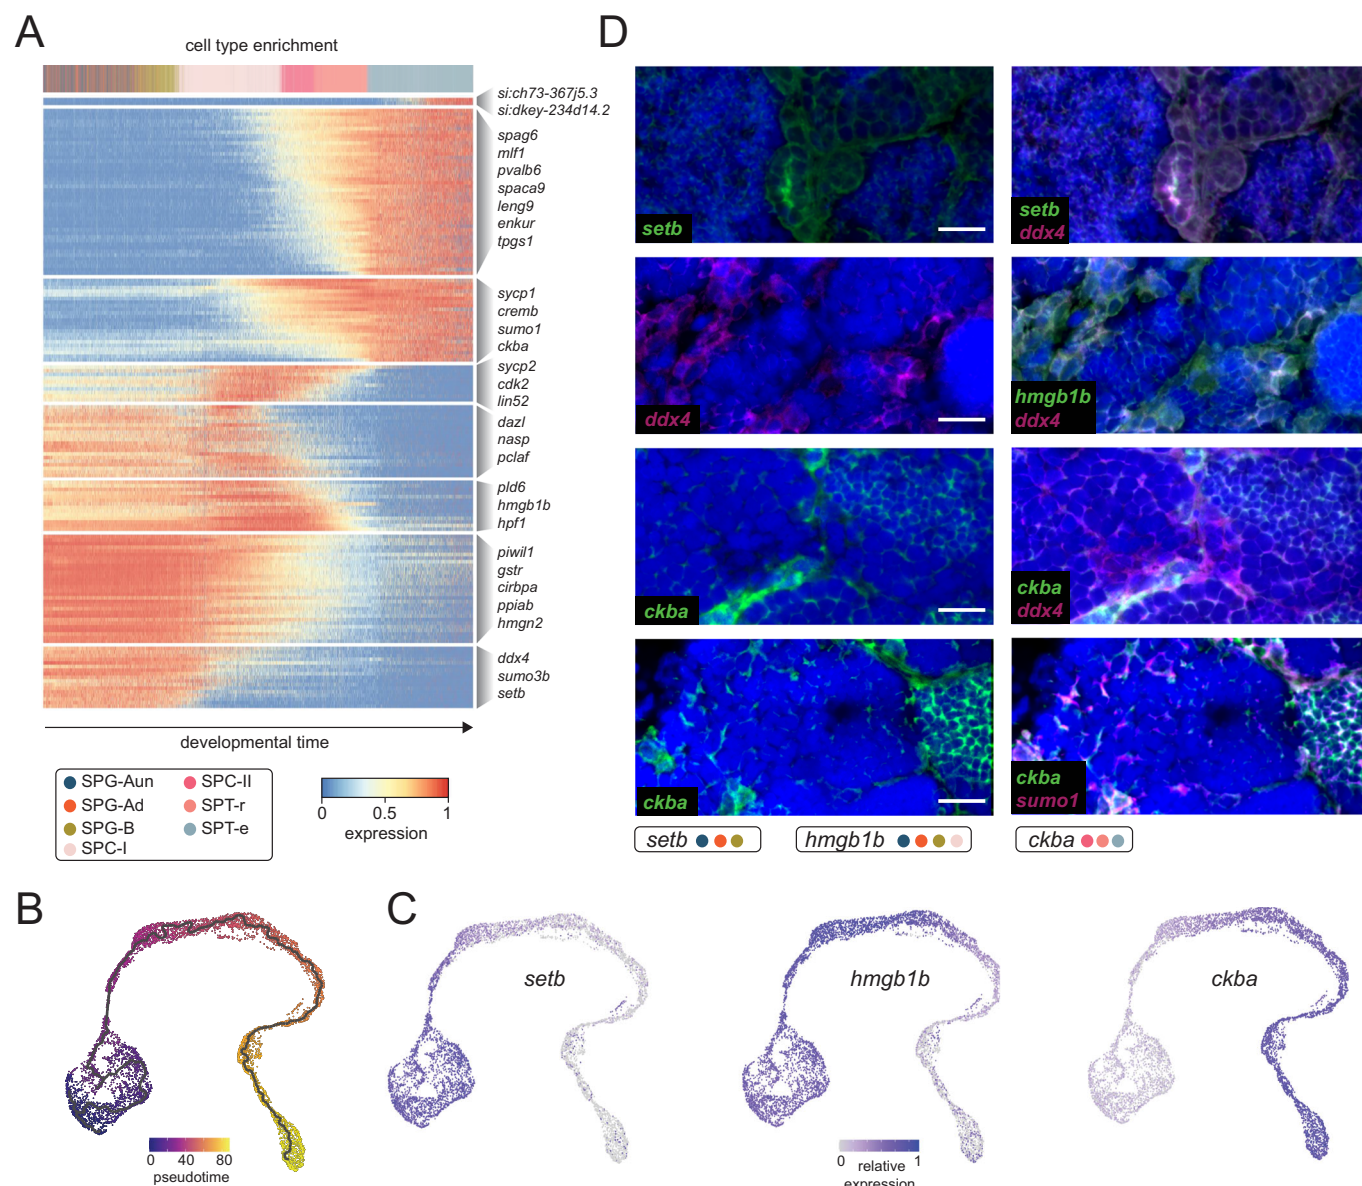 A
cell type enrichment
si:ch73-367j5.3
si:dkey-234d14.2
spag6
mlf1
pvalb6
spaca9
leng9
enkur
tpgs1
sycp1
cremb
sumo1
ckba
sycp2
cdk2
lin52
dazl
nasp
pclaf
pld6
hmgb1b
hpf1
piwil1
gstr
cirbpa
ppiab
hmgn2
ddx4
sumo3b
setb
developmental time
SPG-Aun
SPG-Ad
SPG-B
SPC-I
SPC-II
SPT-r
SPT-e
0 0.5 1
expression
D
setb
setb
ddx4
ddx4
hmgb1b
ddx4
ckba
ckba
ddx4
ckba
ckba
sumo1
setb
hmgb1b
ckba
B
0 40 80
pseudotime
C
setb
hmgb1b
ckba
0 1
relative
expression